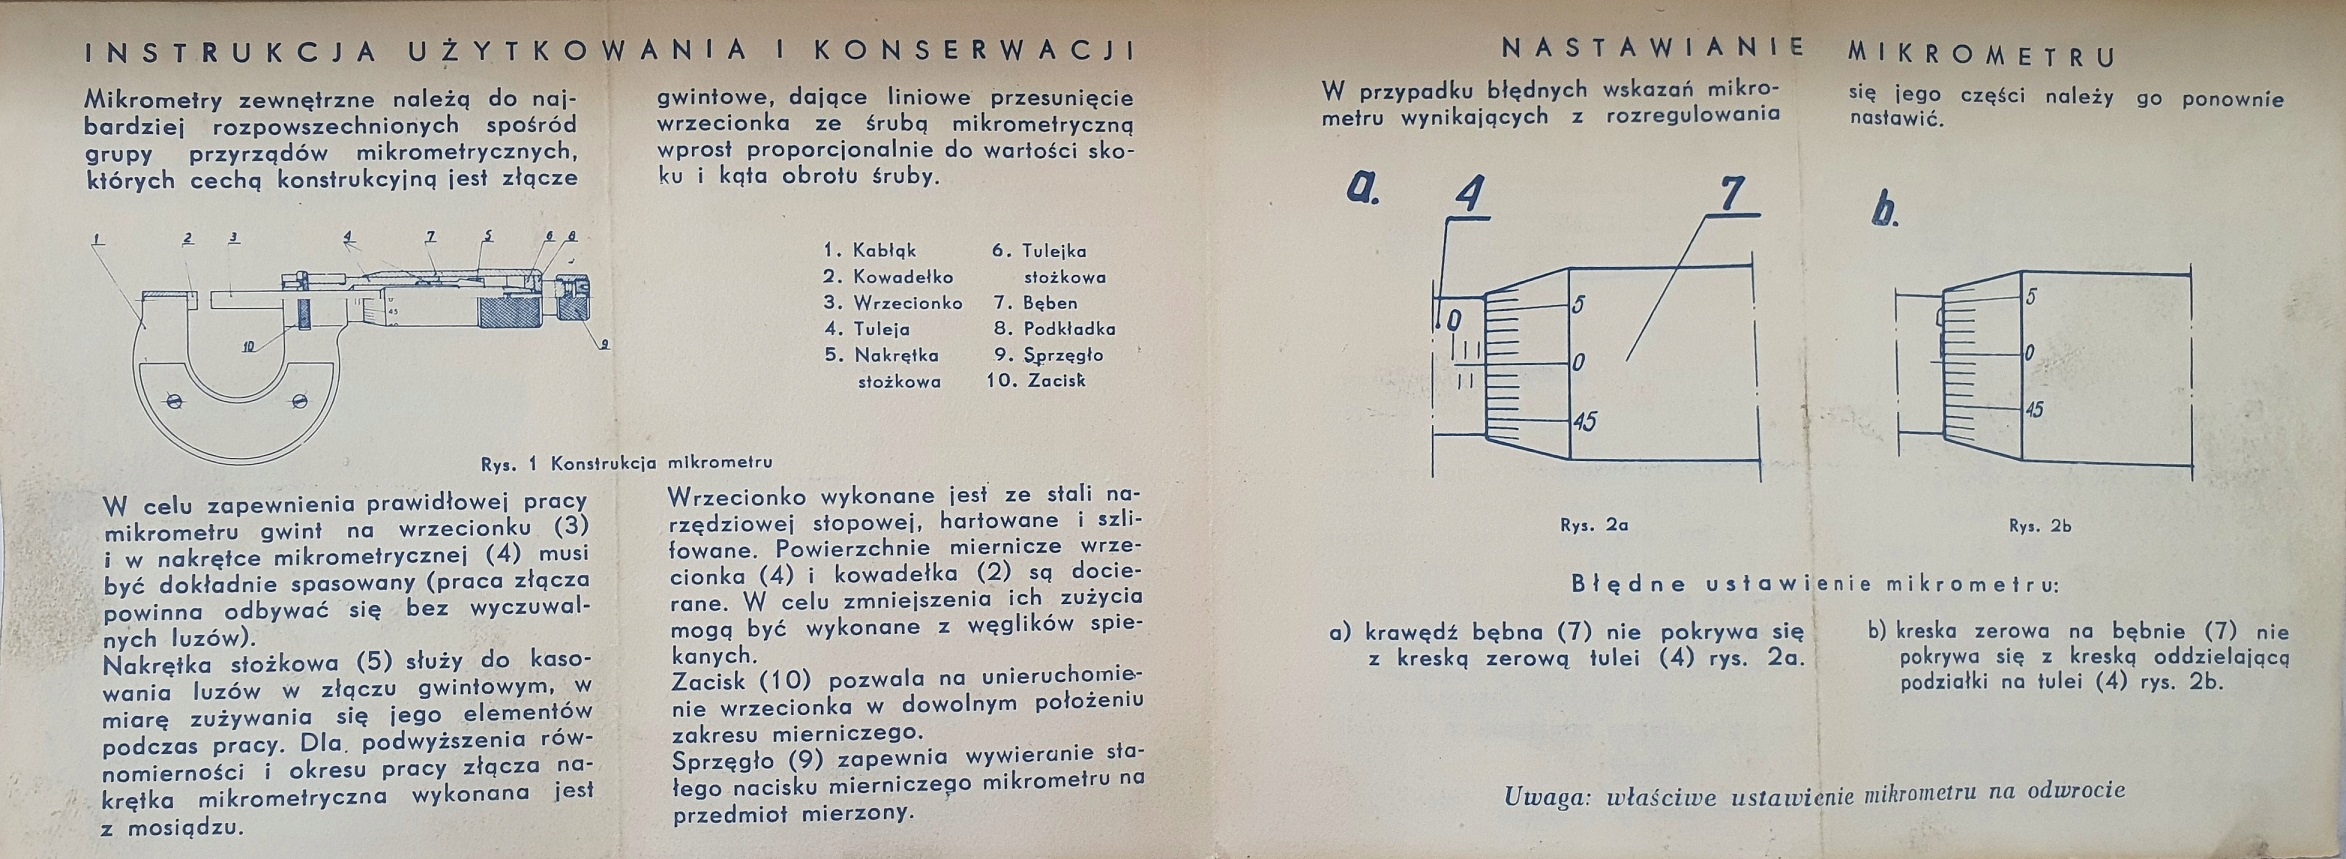 INSTRUKCJA UŻYTKOWANIA I KONSERWACJI
Mikrometry zewnętrzne należą do naj-
bardziej rozpowszechnionych spośród
grupy przyrządów mikrometrycznych,
których cechą konstrukcyjną jest złącze
gwintowe, dające liniowe przesunięcie
wrzecionka ze śrubą mikrometryczną
wprost proporcjonalnie do wartości sko-
ku i kąta obrotu śruby.
1 2 3 4 7 5 6 8
45
10
9
1. Kabłąk
2. Kowadełko
3. Wrzecionko
4. Tuleja
5. Nakrętka
stożkowa
6. Tulejka
stożkowa
7. Bęben
8. Podkładka
9. Sprzęgło
10. Zacisk
Rys. 1 Konstrukcja mikrometru
W celu zapewnienia prawidłowej pracy
mikrometru gwint na wrzecionku (3)
i w nakrętce mikrometrycznej (4) musi
być dokładnie spasowany (praca złącza
powinna odbywać się bez wyczuwal-
nych luzów).
Nakrętka stożkowa (5) służy do kaso-
wania luzów w złączu gwintowym, w
miarę zużywania się jego elementów
podczas pracy. Dla podwyższenia rów-
nomierności i okresu pracy złącza na-
krętka mikrometryczna wykonana jest
z mosiądzu.
Wrzecionko wykonane jest ze stali na-
rzędziowej stopowej, hartowane i szli-
fowane. Powierzchnie miernicze wrze-
cionka (4) i kowadełka (2) są docie-
rane. W celu zmniejszenia ich zużycia
mogą być wykonane z węglików spie-
kanych.
Zacisk (10) pozwala na unieruchomie-
nie wrzecionka w dowolnym położeniu
zakresu mierniczego.
Sprzęgło (9) zapewnia wywieranie sta-
łego nacisku mierniczego mikrometru na
przedmiot mierzony.
NASTAWIANIE MIKROMETRU
W przypadku błędnych wskazań mikro-
metru wynikających z rozregulowania
się jego części należy go ponownie
nastawić.
a.
4
7
0
5
0
45
Rys. 2a
b.
5
0
45
Rys. 2b
Błędne ustawienie mikrometru:
a) krawędź bębna (7) nie pokrywa się
z kreską zerową tulei (4) rys. 2a.
b) kreska zerowa na bębnie (7) nie
pokrywa się z kreską oddzielającą
podziałki na tulei (4) rys. 2b.
Uwaga: właściwe ustawienie mikrometru na odwrocie